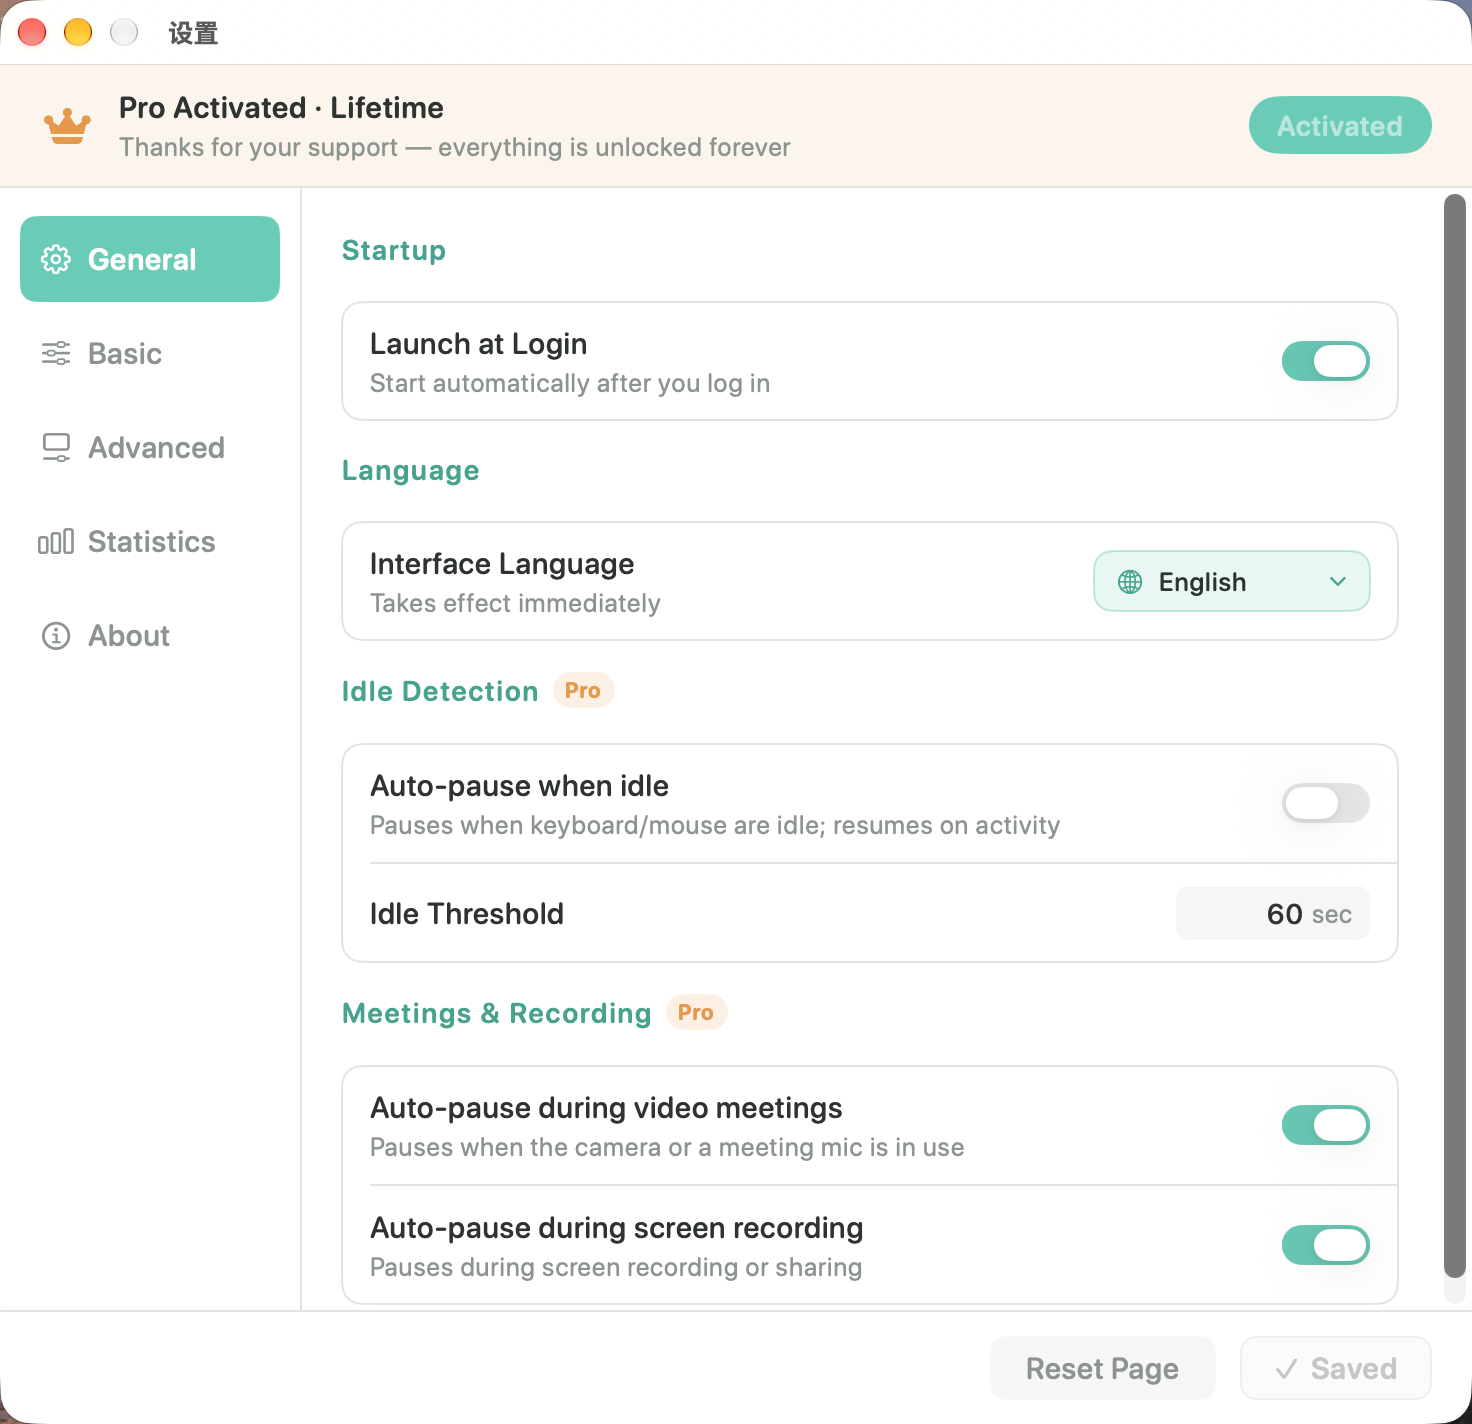 设置
Pro Activated · Lifetime
Thanks for your support — everything is unlocked forever
Activated
General
Basic
Advanced
Statistics
About
Startup
Launch at Login
Start automatically after you log in
Language
Interface Language
Takes effect immediately
English
Idle Detection Pro
Auto-pause when idle
Pauses when keyboard/mouse are idle; resumes on activity
Idle Threshold
60 sec
Meetings & Recording Pro
Auto-pause during video meetings
Pauses when the camera or a meeting mic is in use
Auto-pause during screen recording
Pauses during screen recording or sharing
Reset Page
✓ Saved